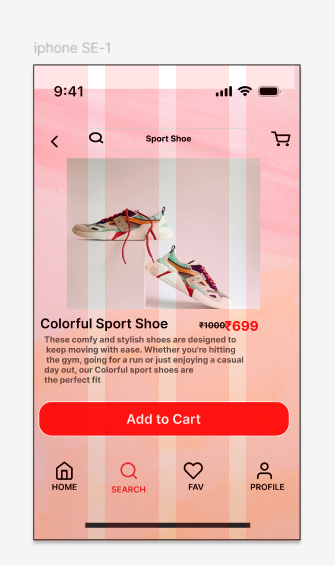 iphone SE-1
9:41
Sport Shoe
Colorful Sport Shoe ₹1000 ₹699
These comfy and stylish shoes are designed to
keep moving with ease. Whether you're hitting
the gym, going for a run or just enjoying a casual
day out, our Colorful sport shoes are
the perfect fit
Add to Cart
HOME SEARCH FAV PROFILE